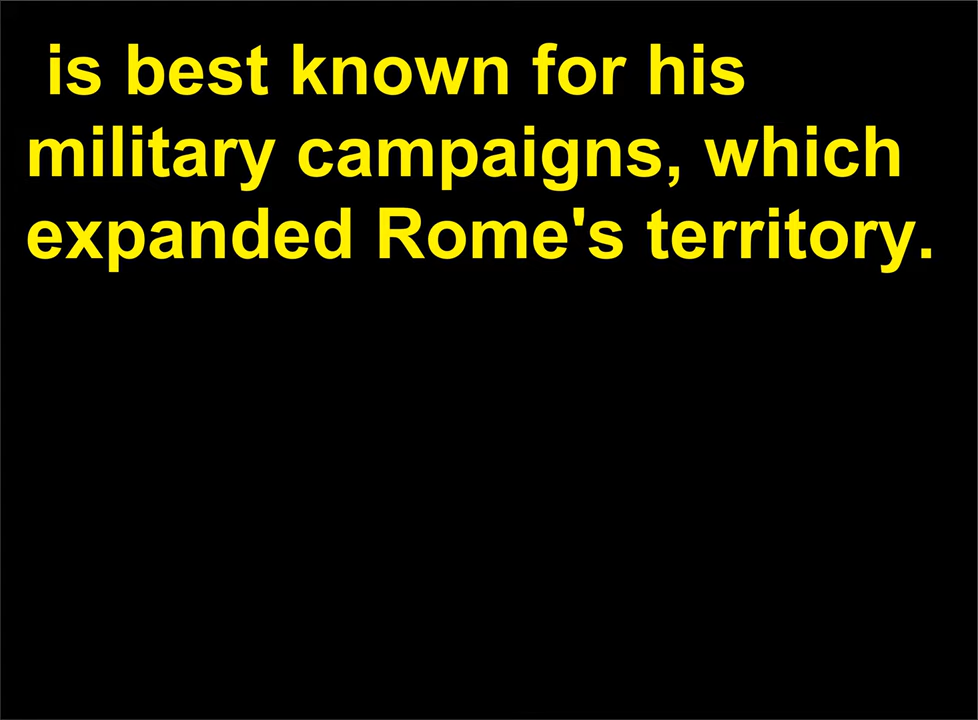 is best known for his
military campaigns, which
expanded Rome's territory.